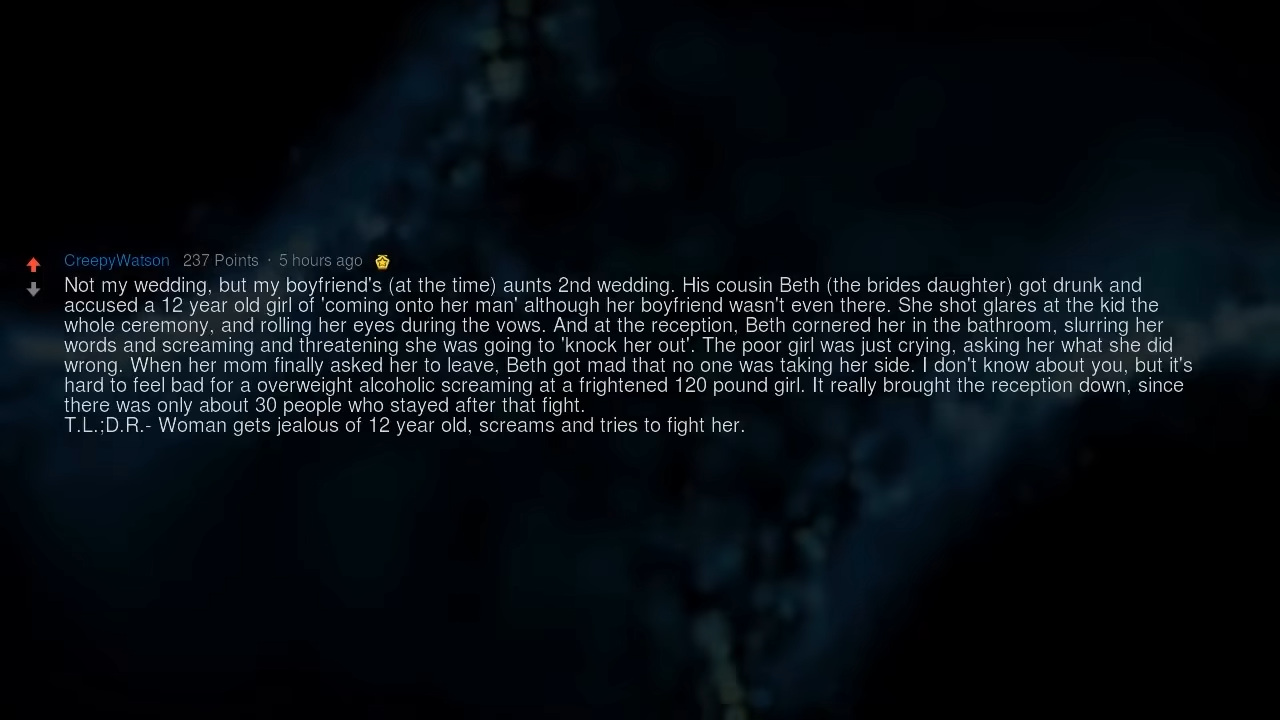 CreepyWatson 237 Points · 5 hours ago
Not my wedding, but my boyfriend's (at the time) aunts 2nd wedding. His cousin Beth (the brides daughter) got drunk and
accused a 12 year old girl of 'coming onto her man' although her boyfriend wasn't even there. She shot glares at the kid the
whole ceremony, and rolling her eyes during the vows. And at the reception, Beth cornered her in the bathroom, slurring her
words and screaming and threatening she was going to 'knock her out'. The poor girl was just crying, asking her what she did
wrong. When her mom finally asked her to leave, Beth got mad that no one was taking her side. I don't know about you, but it's
hard to feel bad for a overweight alcoholic screaming at a frightened 120 pound girl. It really brought the reception down, since
there was only about 30 people who stayed after that fight.
T.L.;D.R.- Woman gets jealous of 12 year old, screams and tries to fight her.